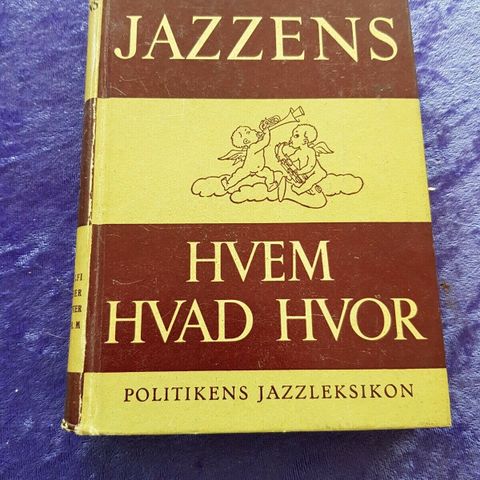 JAZZENS
HVEM
HVAD HVOR
POLITIKENS JAZZLEKSIKON